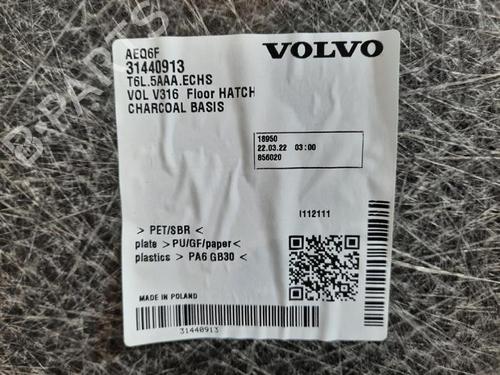 AEQ6F
31440913
T6L.5AAA.ECHS
VOL V316 Floor HATCH
CHARCOAL BASIS
VOLVO
18950
22.03.22 03:00
856020
I112111
> PET/SBR <
plate > PU/GF/paper<
plastics > PA6 GB30 <
MADE IN POLAND
31440913